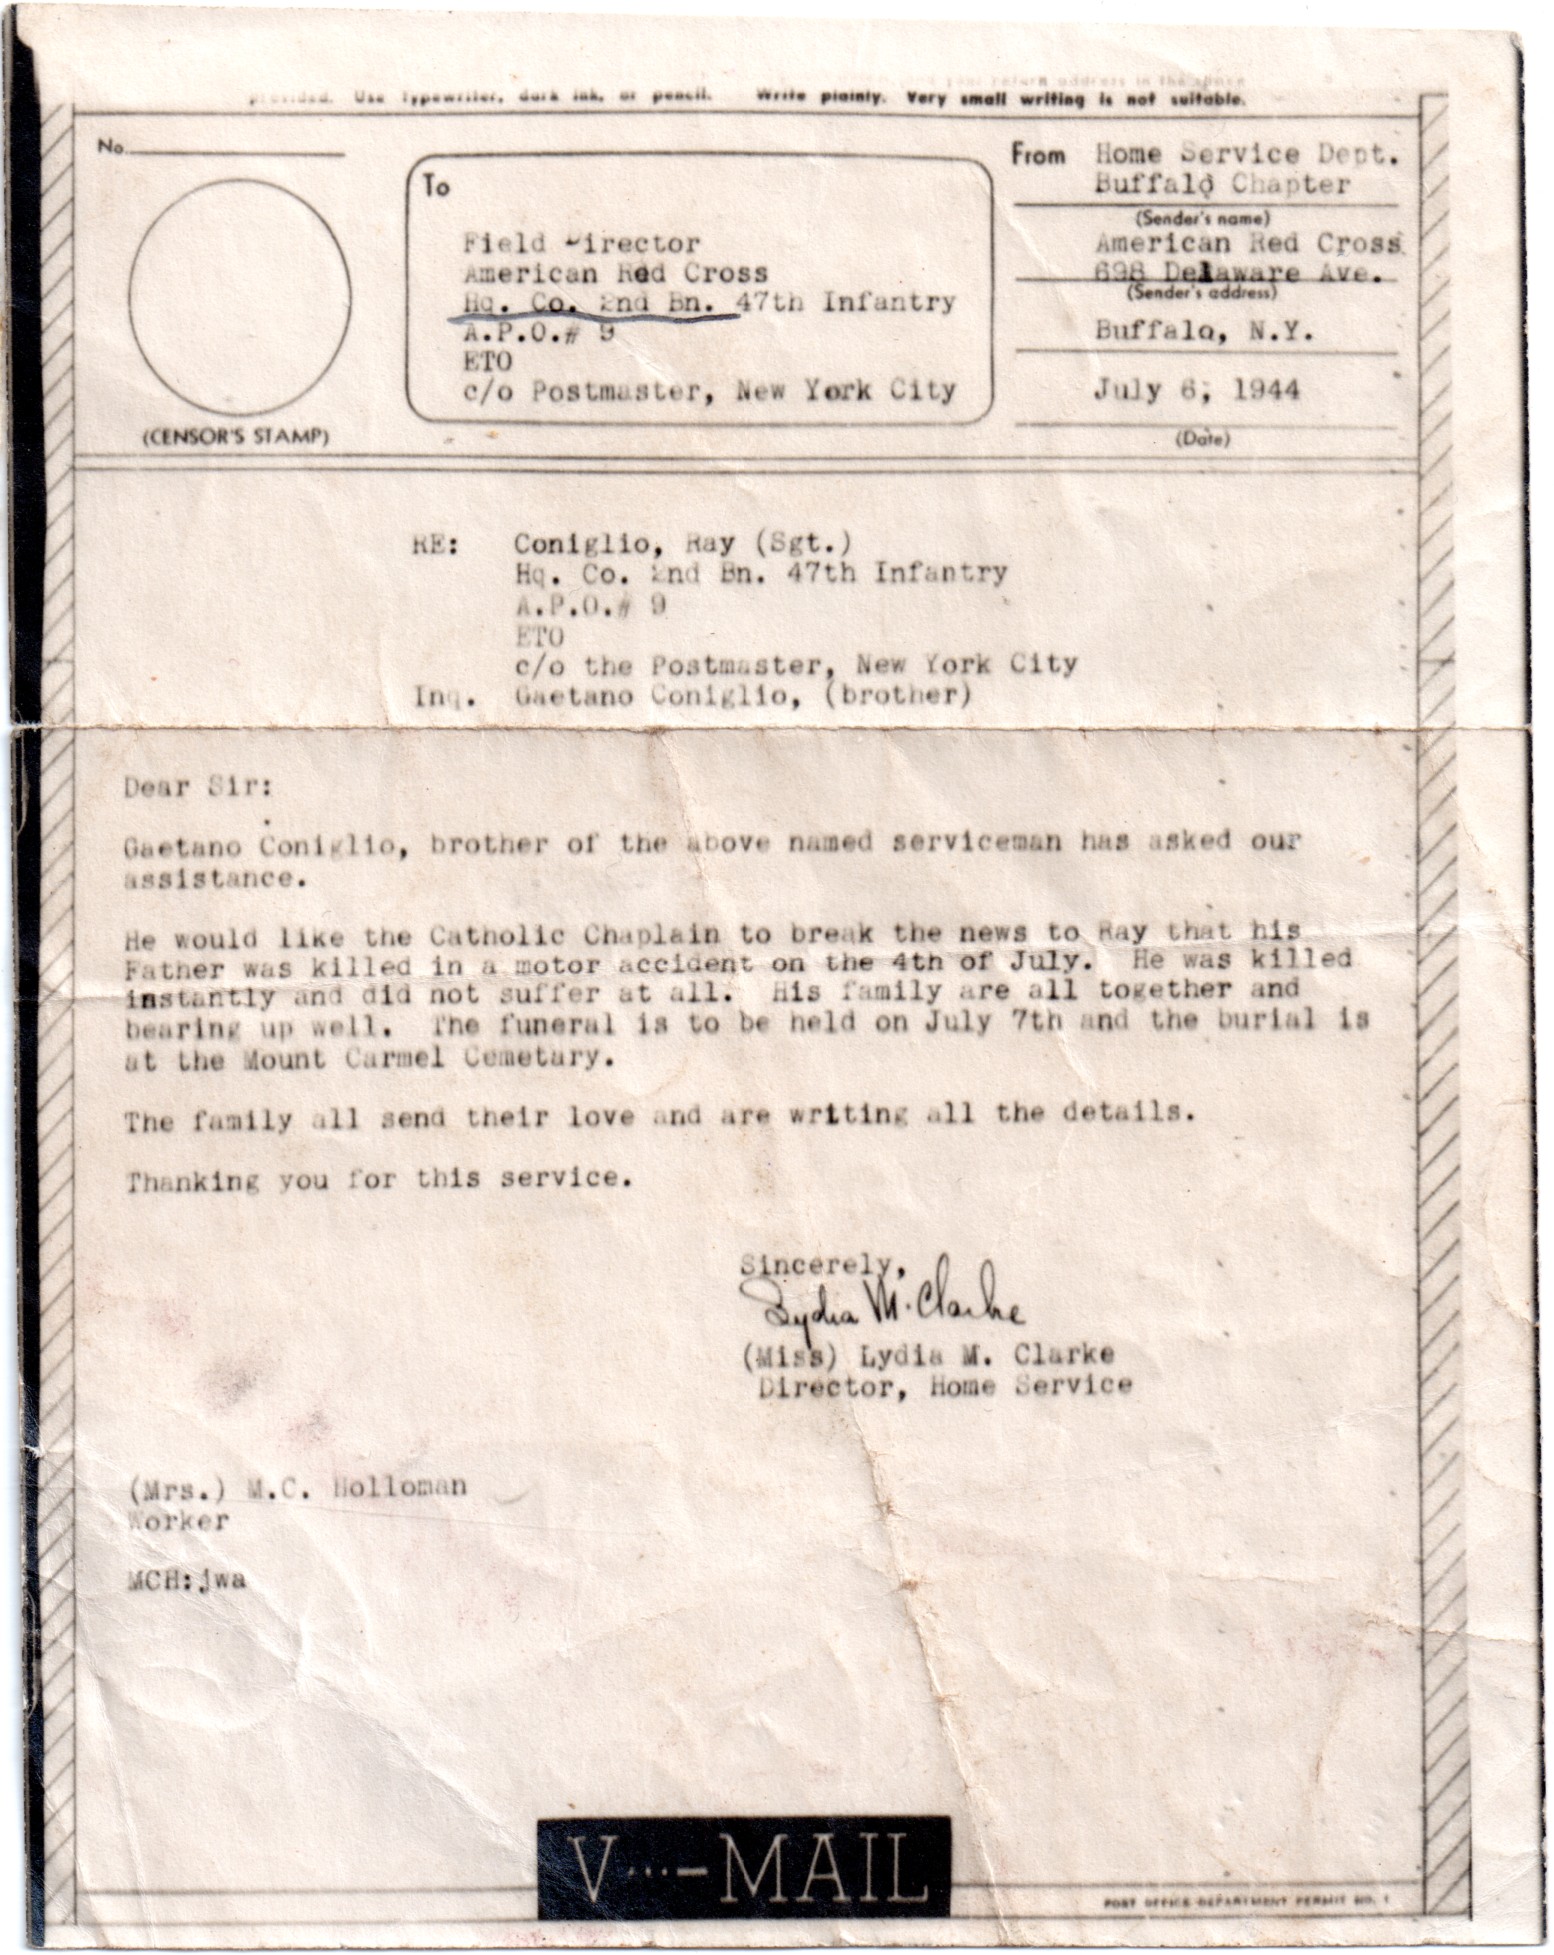 provided. Use typewriter, dark ink, or pencil. Write plainly. Very small writing is not suitable.
No.
(CENSOR'S STAMP)
To
Field Director
American Red Cross
Hq. Co. 2nd Bn. 47th Infantry
A.P.O.# 9
ETO
c/o Postmaster, New York City
From Home Service Dept.
Buffalo Chapter
(Sender's name)
American Red Cross
698 Delaware Ave.
(Sender's address)
Buffalo, N.Y.
July 6, 1944
(Date)
RE: Coniglio, Ray (Sgt.)
Hq. Co. 2nd Bn. 47th Infantry
A.P.O.# 9
ETO
c/o the Postmaster, New York City
Inq. Gaetano Coniglio, (brother)
Dear Sir:
Gaetano Coniglio, brother of the above named serviceman has asked our
assistance.
He would like the Catholic Chaplain to break the news to Ray that his
Father was killed in a motor accident on the 4th of July. He was killed
instantly and did not suffer at all. His family are all together and
bearing up well. The funeral is to be held on July 7th and the burial is
at the Mount Carmel Cemetary.
The family all send their love and are writing all the details.
Thanking you for this service.
Sincerely,
Lydia M. Clarke
(Miss) Lydia M. Clarke
Director, Home Service
(Mrs.) M.C. Holloman
Worker
MCH:jwa
V···–MAIL
POST OFFICE DEPARTMENT PERMIT NO. 1